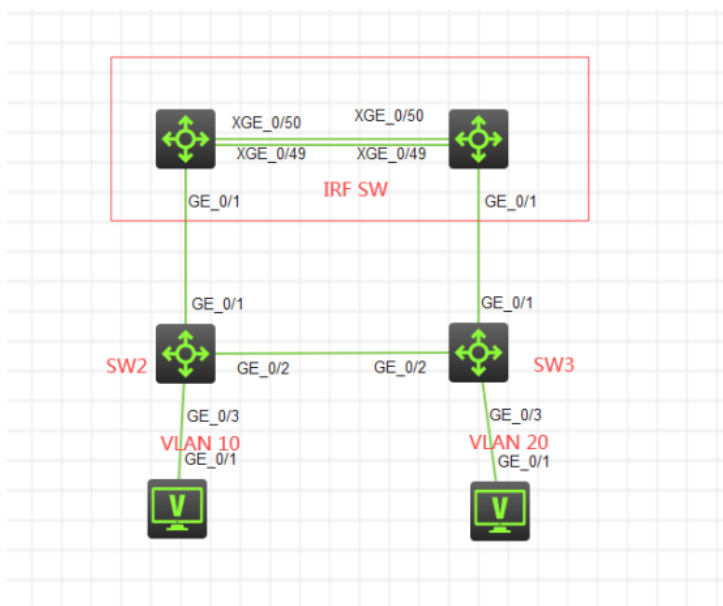 XGE_0/50 XGE_0/50
XGE_0/49 XGE_0/49
IRF SW
GE_0/1 GE_0/1
GE_0/1 GE_0/1
SW2 GE_0/2 GE_0/2 SW3
GE_0/3 GE_0/3
VLAN 10 VLAN 20
GE_0/1 GE_0/1
V V